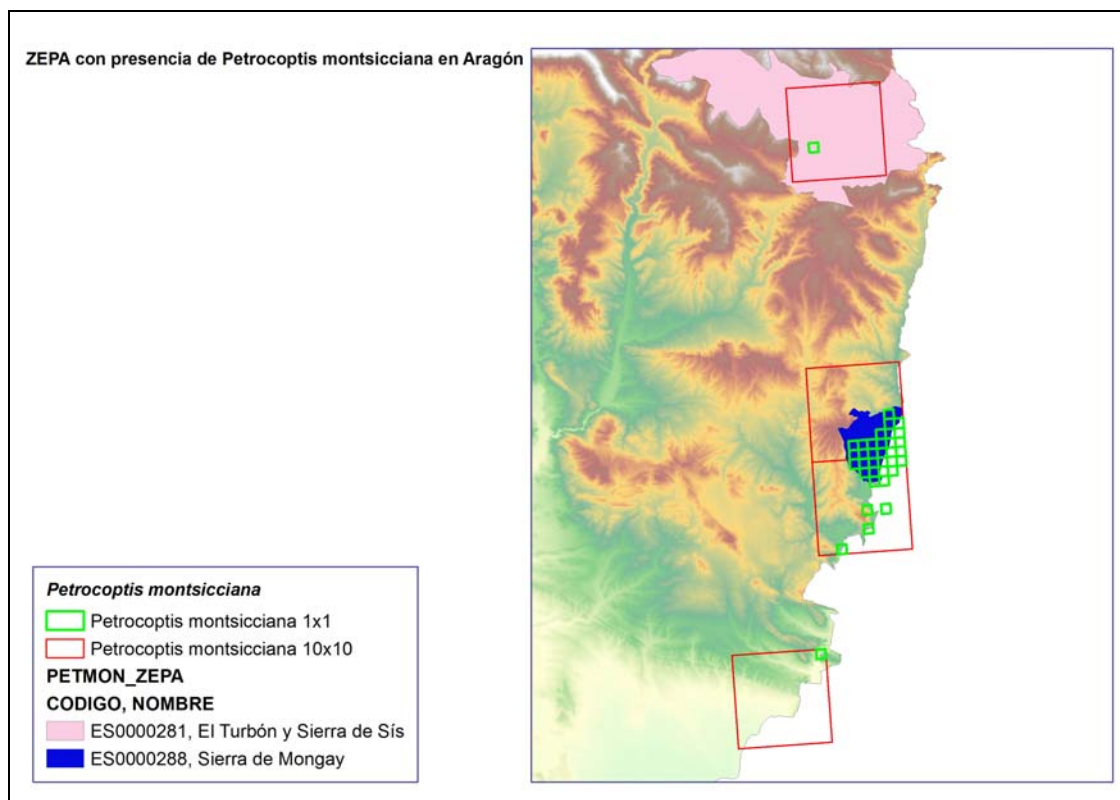 ZEPA con presencia de Petrocoptis montsicciana en Aragón
Petrocoptis montsicciana
Petrocoptis montsicciana 1x1
Petrocoptis montsicciana 10x10
PETMON_ZEPA
CODIGO, NOMBRE
ES0000281, El Turbón y Sierra de Sís
ES0000288, Sierra de Mongay